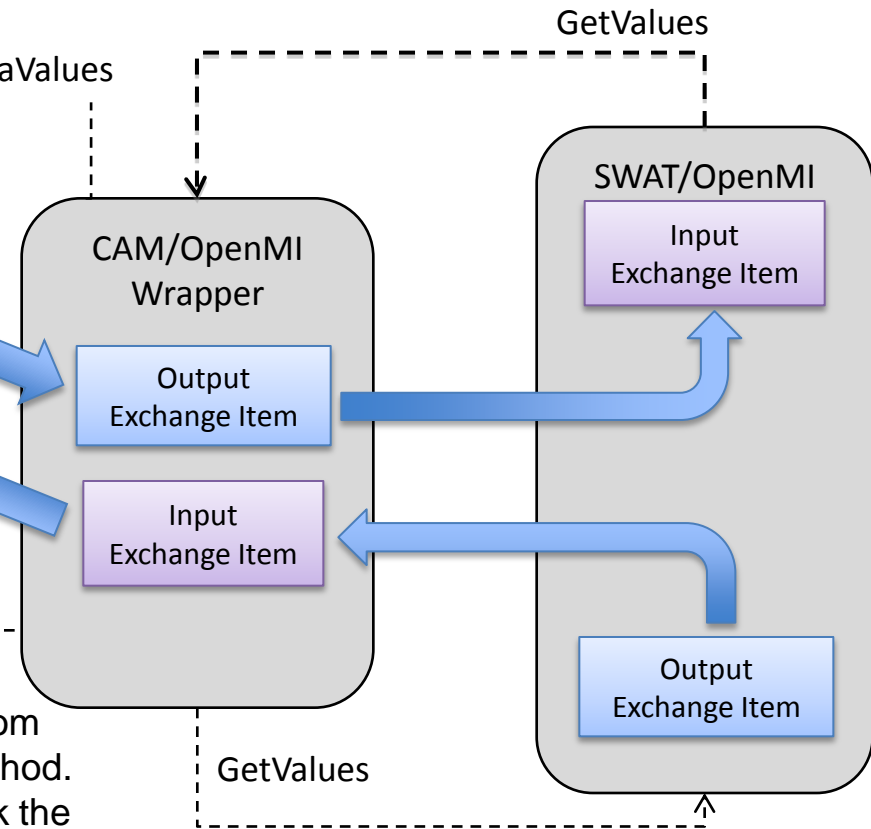 GetValues
aValues
SWAT/OpenMI
Input
Exchange Item
CAM/OpenMI
Wrapper
Output
Exchange Item
Input
Exchange Item
Output
Exchange Item
om
hod.
GetValues
k the